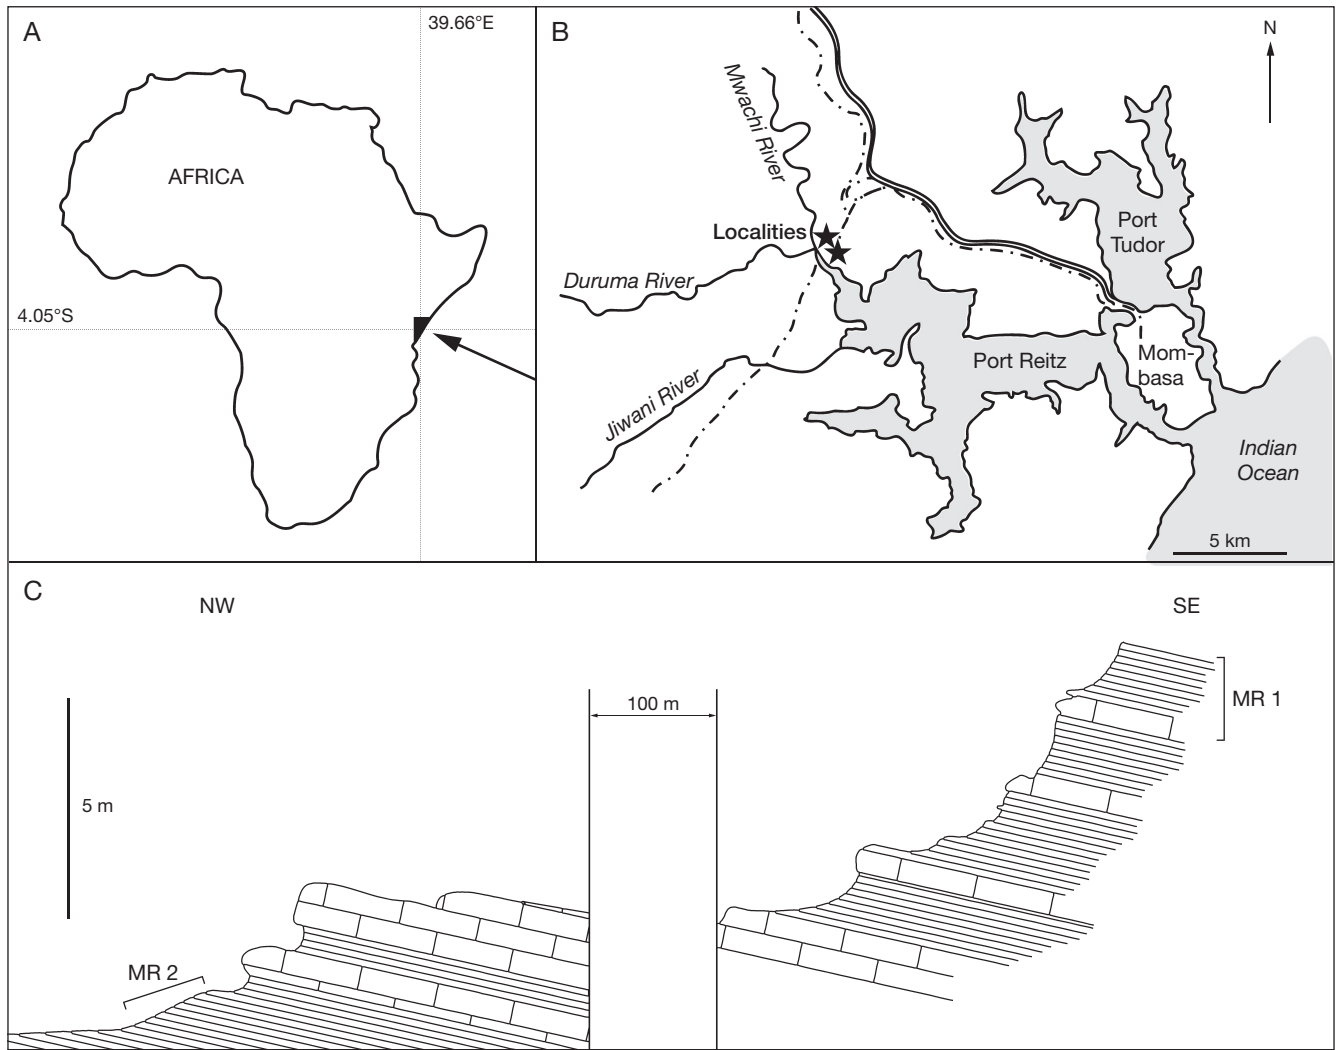 A
39.66°E
AFRICA
4.05°S
B
N
Mwachi River
Localities
Duruma River
Jiwani River
Port
Tudor
Port Reitz
Mom-
basa
Indian
Ocean
5 km
C
NW
SE
100 m
MR 1
5 m
MR 2